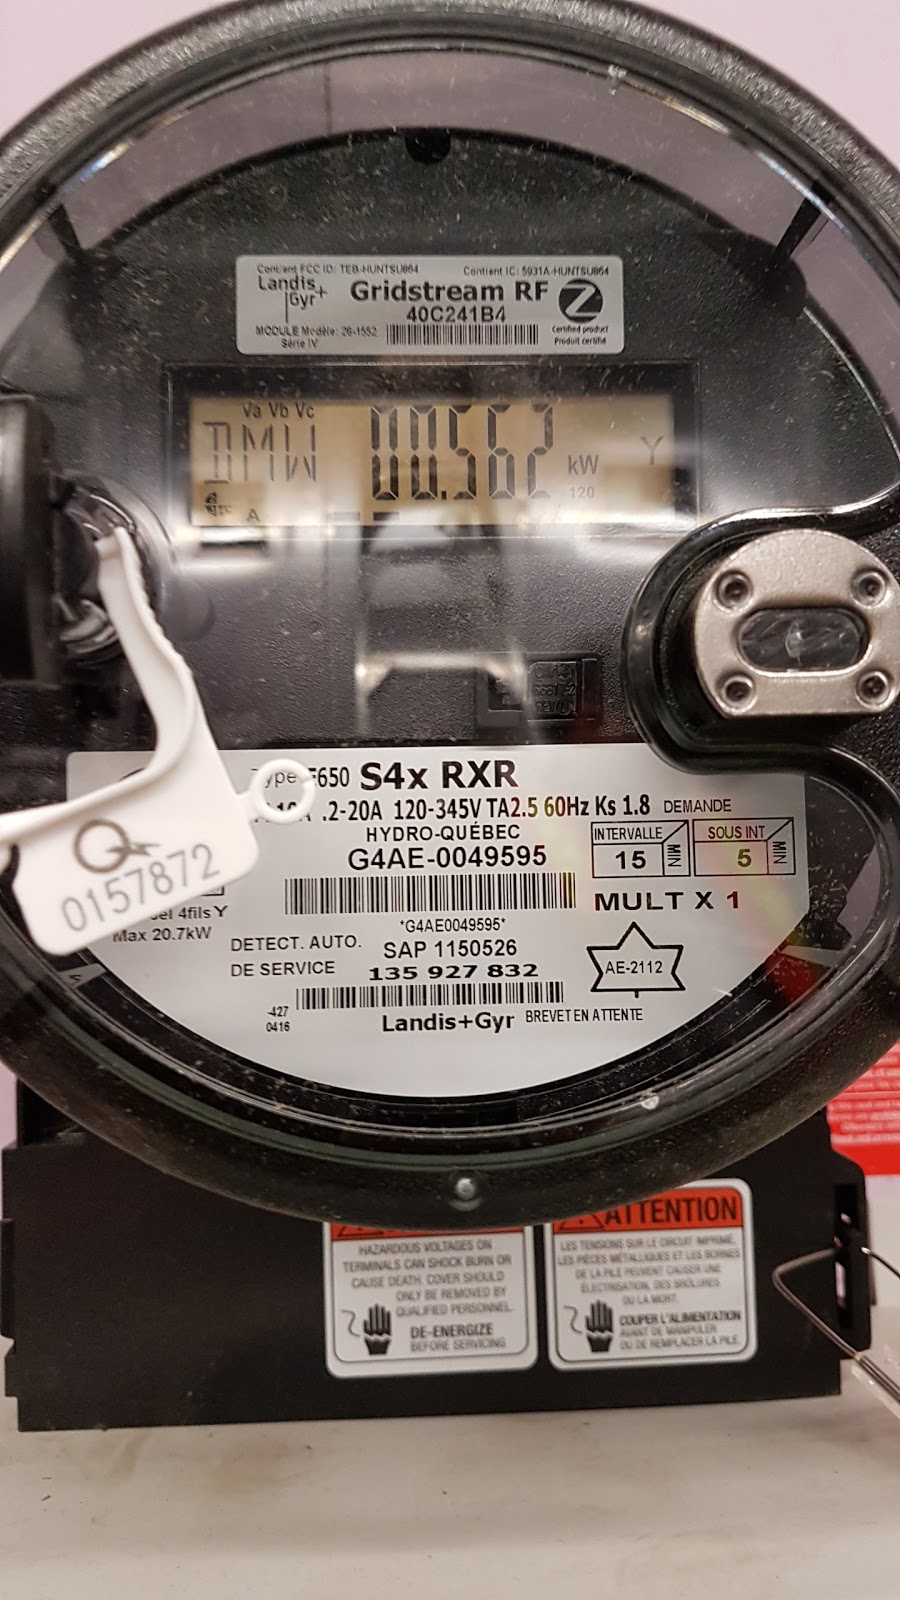 Contient FCC ID: TEB-HUNTSU864 Contient IC: 5931A-HUNTSU864
Landis+Gyr+ Gridstream RF
40C241B4
MODULE Modèle: 26-1552
Série IV
Certified product
Produit certifié
Va Vb Vc
DMW 00.562 kW Y
120
A
Type S4x RXR
.2-20A 120-345V TA2.5 60Hz Ks 1.8 DEMANDE
HYDRO-QUÉBEC
G4AE-0049595
INTERVALLE 15 MIN
SOUS INT 5 MIN
MULT X 1
0157872
4fils Y
Max 20.7kW
*G4AE0049595*
DETECT. AUTO.
DE SERVICE
SAP 1150526
135 927 832
AE-2112
-427
0416
Landis+Gyr BREVET EN ATTENTE
HAZARDOUS VOLTAGES ON
TERMINALS CAN SHOCK BURN OR
CAUSE DEATH. COVER SHOULD
ONLY BE REMOVED BY
QUALIFIED PERSONNEL.
DE-ENERGIZE
BEFORE SERVICING
ATTENTION
LES TENSIONS SUR LE CIRCUIT IMPRIMÉ,
LES PIÈCES MÉTALLIQUES ET LES BORNES
DE LA PILE PEUVENT CAUSER UNE
ÉLECTRISATION, DES BRÛLURES
OU LA MORT.
COUPER L'ALIMENTATION
AVANT DE MANIPULER
OU DE REMPLACER LA PILE.